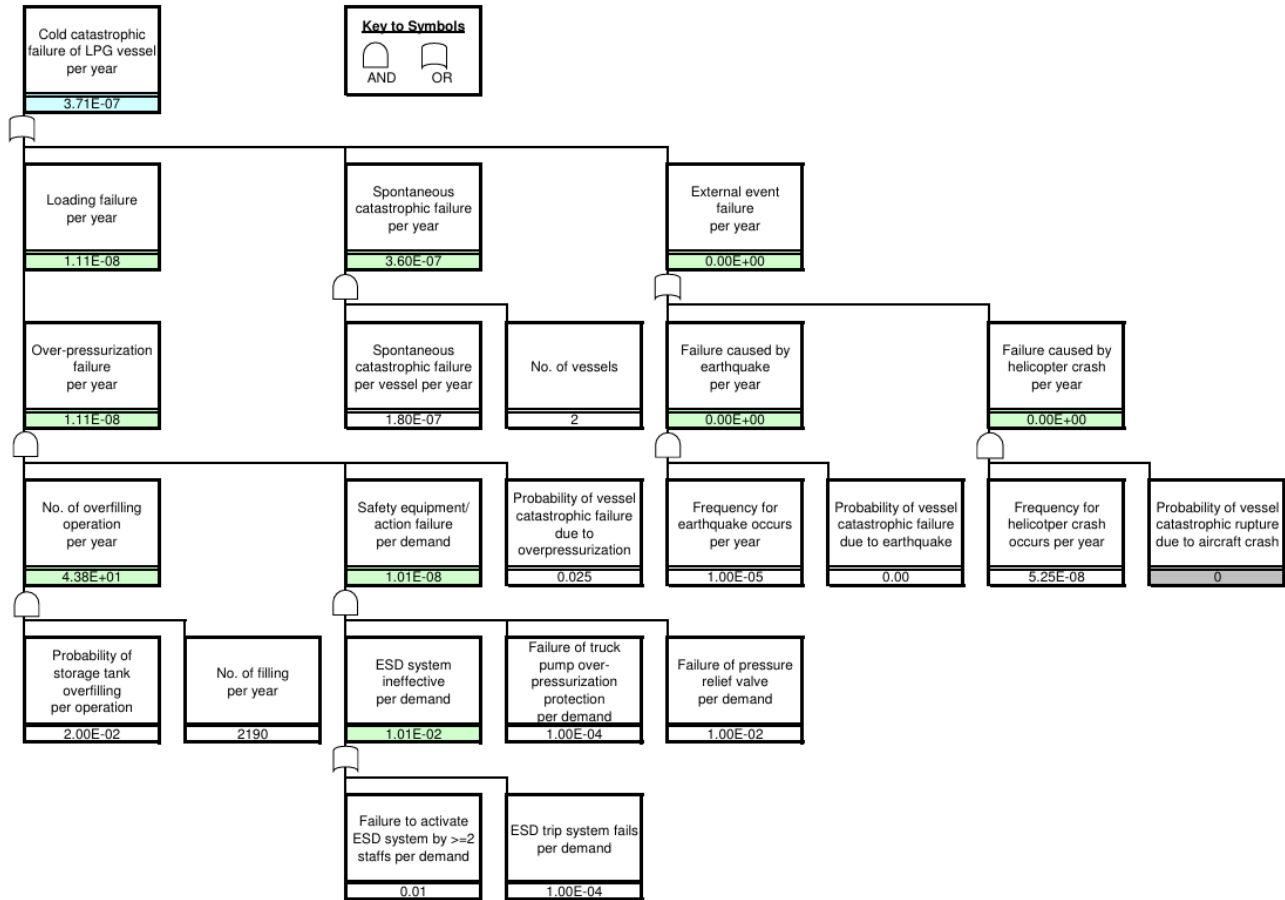 Cold catastrophic
failure of LPG vessel
per year
3.71E-07
Key to Symbols
AND
OR
Loading failure
per year
1.11E-08
Spontaneous
catastrophic failure
per year
3.60E-07
External event
failure
per year
0.00E+00
Over-pressurization
failure
per year
1.11E-08
Spontaneous
catastrophic failure
per vessel per year
1.80E-07
No. of vessels
2
Failure caused by
earthquake
per year
0.00E+00
Failure caused by
helicopter crash
per year
0.00E+00
No. of overfilling
operation
per year
4.38E+01
Safety equipment/
action failure
per demand
1.01E-08
Probability of vessel
catastrophic failure
due to
overpressurization
0.025
Frequency for
earthquake occurs
per year
1.00E-05
Probability of vessel
catastrophic failure
due to earthquake
0.00
Frequency for
helicotper crash
occurs per year
5.25E-08
Probability of vessel
catastrophic rupture
due to aircraft crash
0
Probability of
storage tank
overfilling
per operation
2.00E-02
No. of filling
per year
2190
ESD system
ineffective
per demand
1.01E-02
Failure of truck
pump over-
pressurization
protection
per demand
1.00E-04
Failure of pressure
relief valve
per demand
1.00E-02
Failure to activate
ESD system by >=2
staffs per demand
0.01
ESD trip system fails
per demand
1.00E-04